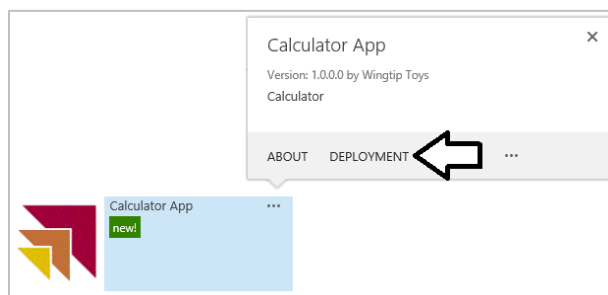 Calculator App
Version: 1.0.0.0 by Wingtip Toys
Calculator
ABOUT DEPLOYMENT ...
Calculator App ...
new!